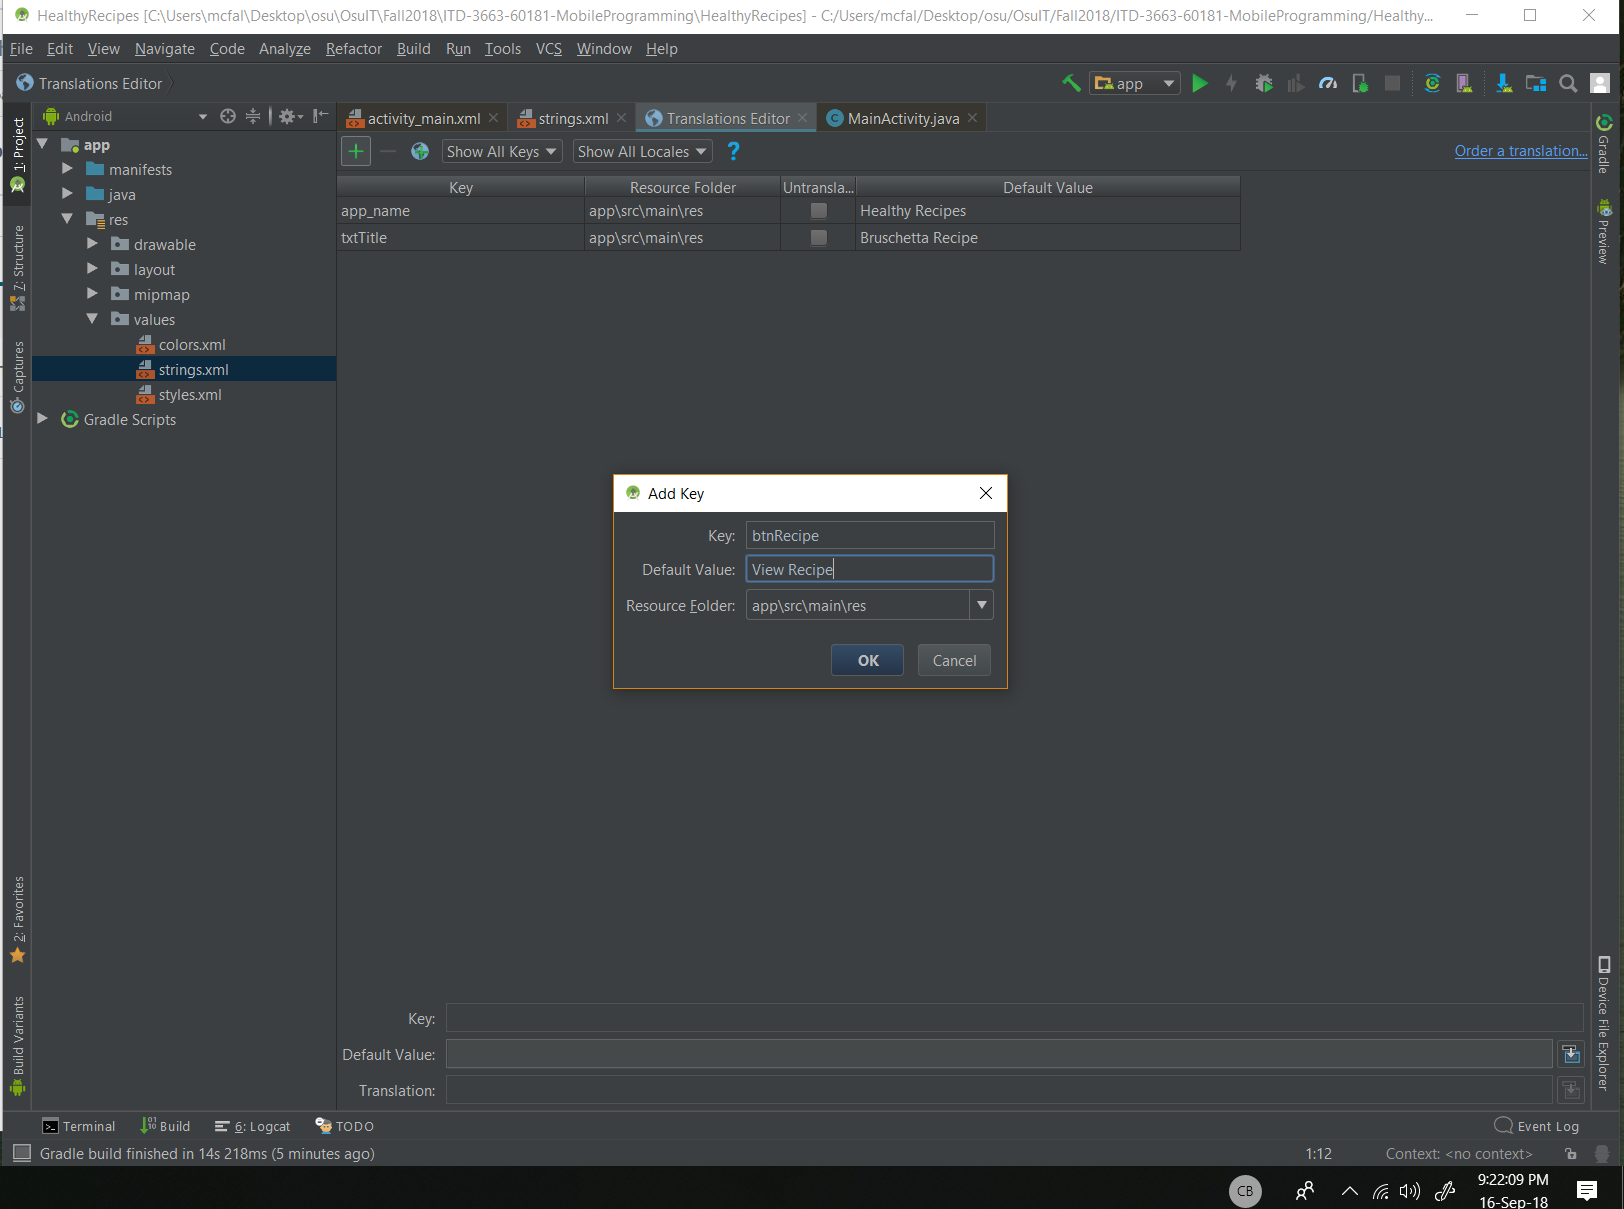 HealthyRecipes [C:\Users\mcfal\Desktop\osu\OsuIT\Fall2018\ITD-3663-60181-MobileProgramming\HealthyRecipes] - C:/Users/mcfal/Desktop/osu/OsuIT/Fall2018/ITD-3663-60181-MobileProgramming/Healthy...
File Edit View Navigate Code Analyze Refactor Build Run Tools VCS Window Help
Translations Editor
app
Android
activity_main.xml strings.xml Translations Editor MainActivity.java
Show All Keys Show All Locales ? Order a translation...
Key Resource Folder Untransla... Default Value
app_name app\src\main\res Healthy Recipes
txtTitle app\src\main\res Bruschetta Recipe
app
manifests
java
res
drawable
layout
mipmap
values
colors.xml
strings.xml
styles.xml
Gradle Scripts
1: Project
7: Structure
Captures
2: Favorites
Build Variants
Gradle
Preview
Device File Explorer
Add Key
Key: btnRecipe
Default Value: View Recipe
Resource Folder: app\src\main\res
OK Cancel
Key:
Default Value:
Translation:
Terminal Build 6: Logcat TODO Event Log
Gradle build finished in 14s 218ms (5 minutes ago) 1:12 Context: <no context>
CB
9:22:09 PM
16-Sep-18